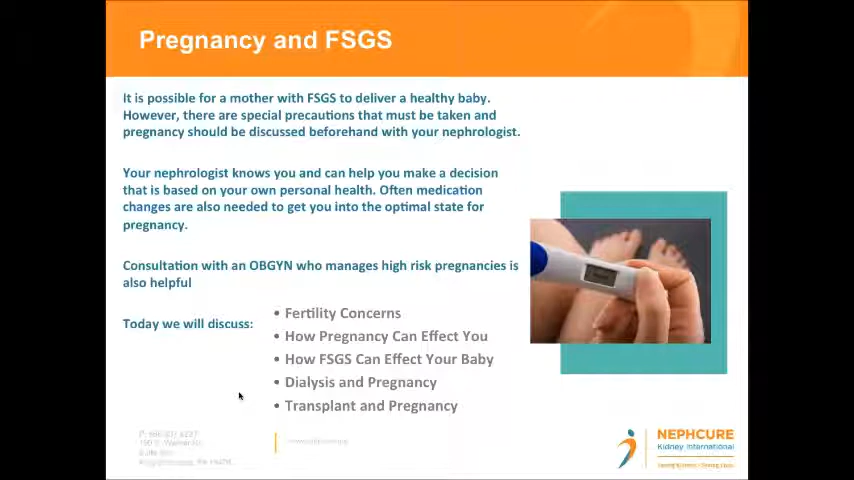 Pregnancy and FSGS
It is possible for a mother with FSGS to deliver a healthy baby.
However, there are special precautions that must be taken and
pregnancy should be discussed beforehand with your nephrologist.
Your nephrologist knows you and can help you make a decision
that is based on your own personal health. Often medication
changes are also needed to get you into the optimal state for
pregnancy.
Consultation with an OBGYN who manages high risk pregnancies is
also helpful
Today we will discuss:
• Fertility Concerns
• How Pregnancy Can Effect You
• How FSGS Can Effect Your Baby
• Dialysis and Pregnancy
• Transplant and Pregnancy
NEPHCURE
Kidney International